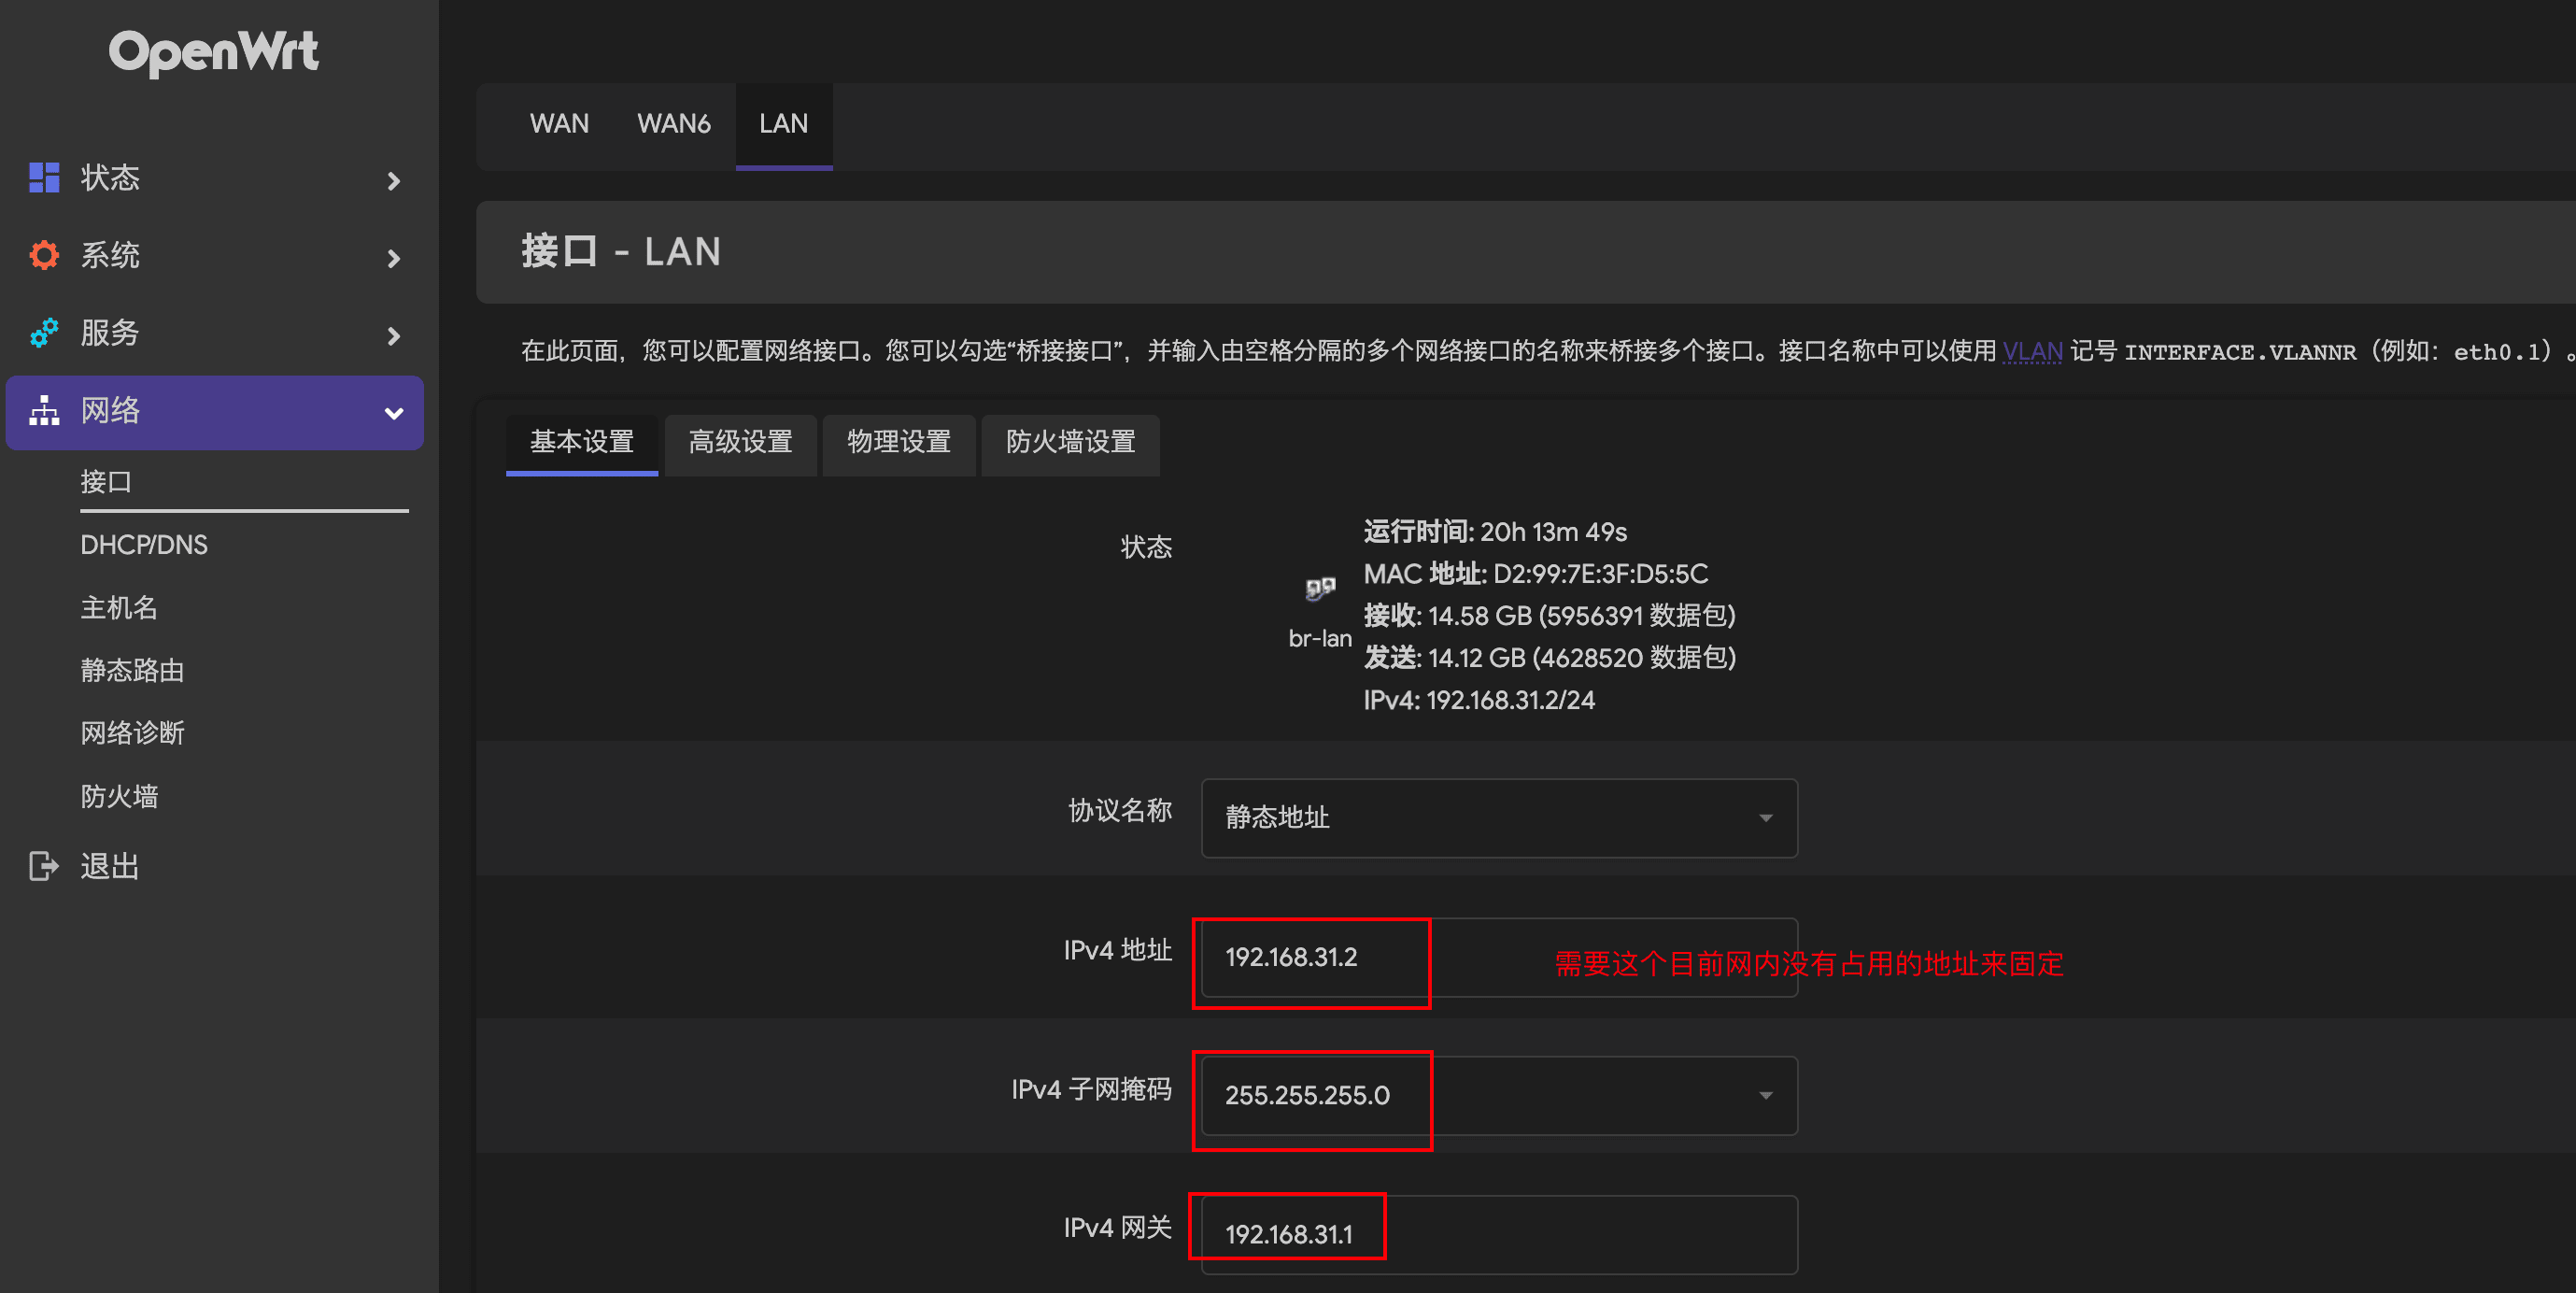 OpenWrt
状态
系统
服务
网络
接口
DHCP/DNS
主机名
静态路由
网络诊断
防火墙
退出
WAN WAN6 LAN
接口 - LAN
在此页面，您可以配置网络接口。您可以勾选“桥接接口”，并输入由空格分隔的多个网络接口的名称来桥接多个接口。接口名称中可以使用 VLAN 记号 INTERFACE.VLANNR（例如：eth0.1）。
基本设置 高级设置 物理设置 防火墙设置
状态
br-lan
运行时间: 20h 13m 49s
MAC 地址: D2:99:7E:3F:D5:5C
接收: 14.58 GB (5956391 数据包)
发送: 14.12 GB (4628520 数据包)
IPv4: 192.168.31.2/24
协议名称 静态地址
IPv4 地址 192.168.31.2 需要这个目前网内没有占用的地址来固定
IPv4 子网掩码 255.255.255.0
IPv4 网关 192.168.31.1